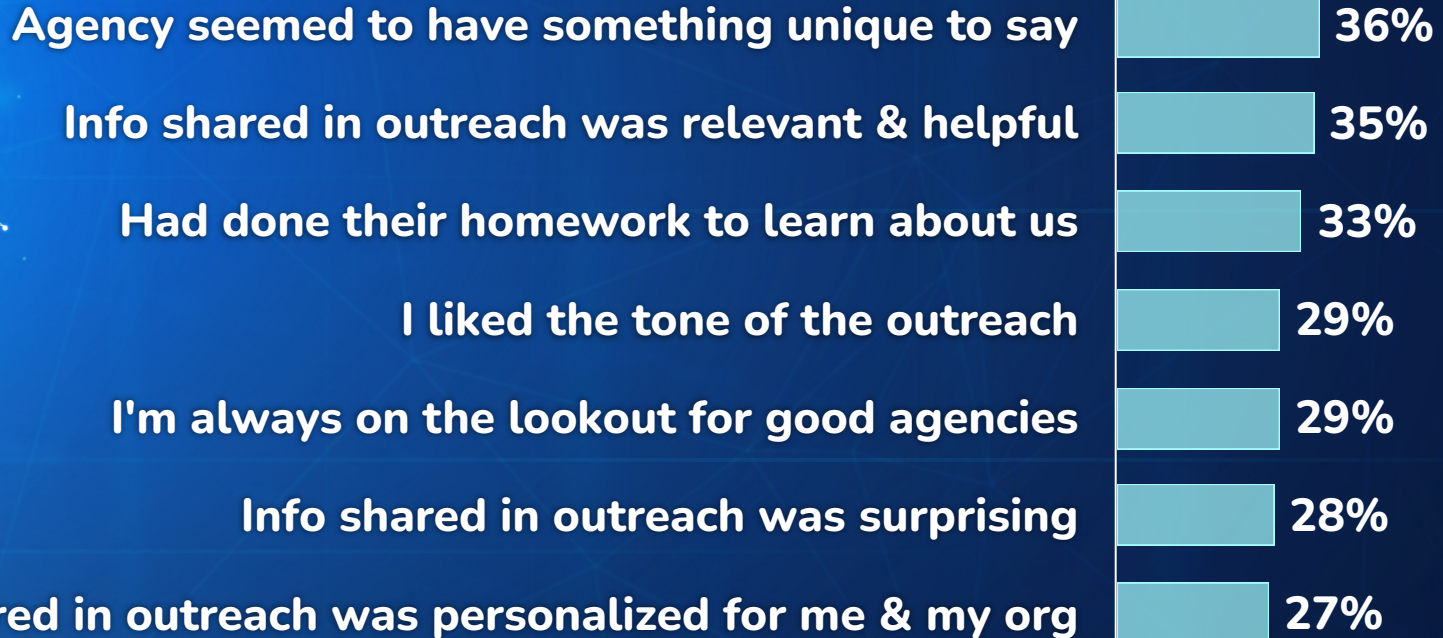 Agency seemed to have something unique to say 36%
Info shared in outreach was relevant & helpful 35%
Had done their homework to learn about us 33%
I liked the tone of the outreach 29%
I'm always on the lookout for good agencies 29%
Info shared in outreach was surprising 28%
in outreach was personalized for me & my org 27%